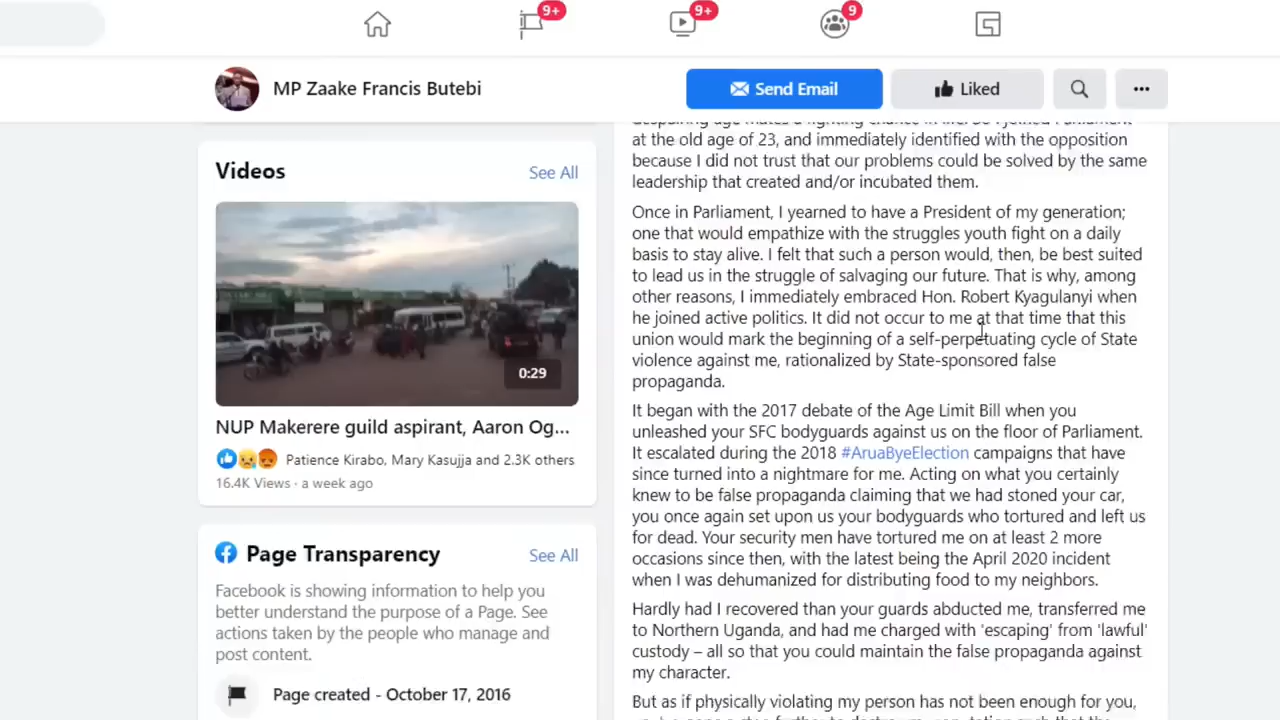 9+
9+
9
MP Zaake Francis Butebi
Send Email
Liked
Videos
See All
0:29
NUP Makerere guild aspirant, Aaron Og...
Patience Kirabo, Mary Kasujja and 2.3K others
16.4K Views · a week ago
Page Transparency
See All
Facebook is showing information to help you
better understand the purpose of a Page. See
actions taken by the people who manage and
post content.
Page created - October 17, 2016
at the old age of 23, and immediately identified with the opposition
because I did not trust that our problems could be solved by the same
leadership that created and/or incubated them.
Once in Parliament, I yearned to have a President of my generation;
one that would empathize with the struggles youth fight on a daily
basis to stay alive. I felt that such a person would, then, be best suited
to lead us in the struggle of salvaging our future. That is why, among
other reasons, I immediately embraced Hon. Robert Kyagulanyi when
he joined active politics. It did not occur to me at that time that this
union would mark the beginning of a self-perpetuating cycle of State
violence against me, rationalized by State-sponsored false
propaganda.
It began with the 2017 debate of the Age Limit Bill when you
unleashed your SFC bodyguards against us on the floor of Parliament.
It escalated during the 2018 #AruaByeElection campaigns that have
since turned into a nightmare for me. Acting on what you certainly
knew to be false propaganda claiming that we had stoned your car,
you once again set upon us your bodyguards who tortured and left us
for dead. Your security men have tortured me on at least 2 more
occasions since then, with the latest being the April 2020 incident
when I was dehumanized for distributing food to my neighbors.
Hardly had I recovered than your guards abducted me, transferred me
to Northern Uganda, and had me charged with 'escaping' from 'lawful'
custody – all so that you could maintain the false propaganda against
my character.
But as if physically violating my person has not been enough for you,